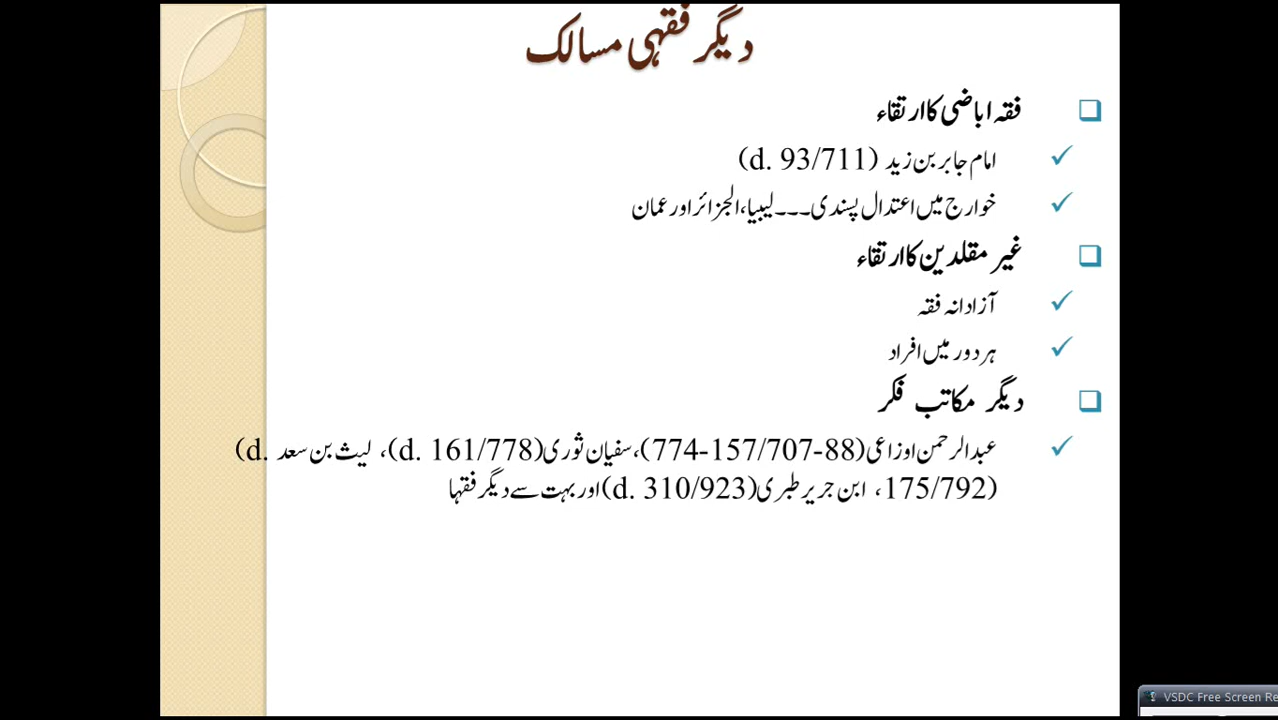 دیگر فقہی مسالک
فقہ اباضی کا ارتقاء
امام جابر بن زید (d. 93/711)
خوارج میں اعتدال پسندی۔۔۔ لیبیا، الجزائر اور عمان
غیر مقلدین کا ارتقاء
آزادانہ فقہ
ہر دور میں افراد
دیگر مکاتب فکر
عبدالرحمن اوزاعی (88-157/707-774)، سفیان ثوری (d. 161/778)، لیث بن سعد (d.
175/792)، ابن جریر طبری (d. 310/923) اور بہت سے دیگر فقہا
VSDC Free Screen Re